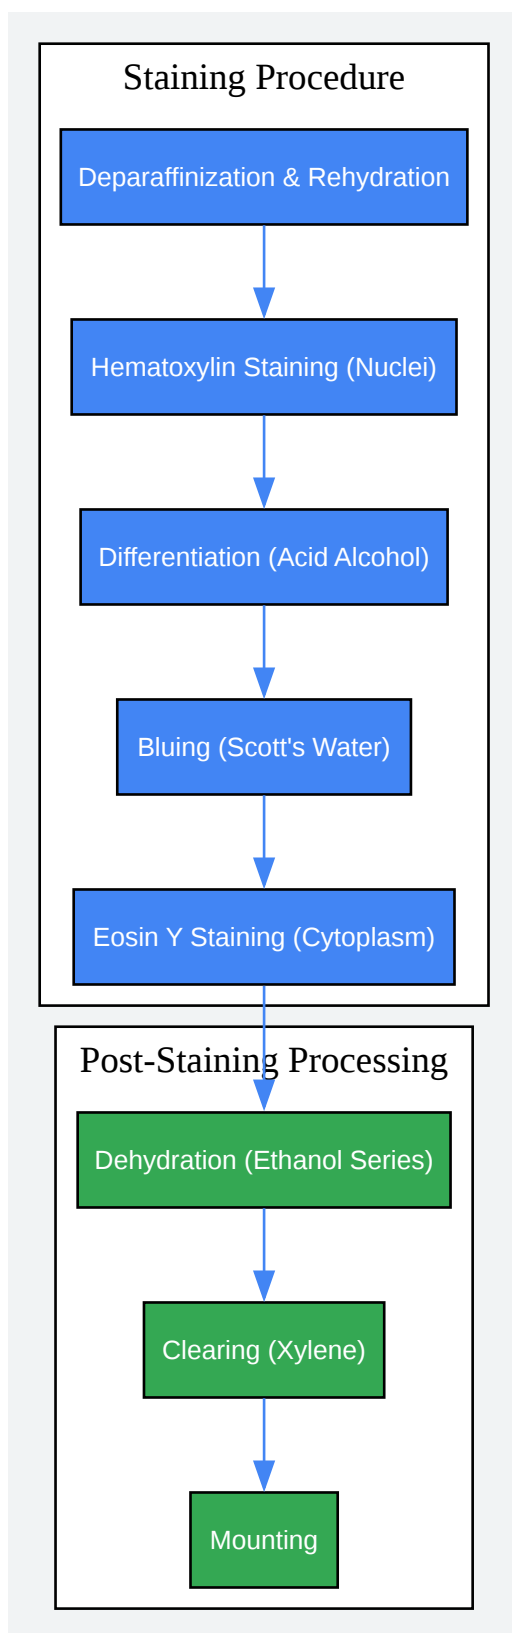 Staining Procedure
Deparaffinization & Rehydration
Hematoxylin Staining (Nuclei)
Differentiation (Acid Alcohol)
Bluing (Scott's Water)
Eosin Y Staining (Cytoplasm)
Post-Staining Processing
Dehydration (Ethanol Series)
Clearing (Xylene)
Mounting